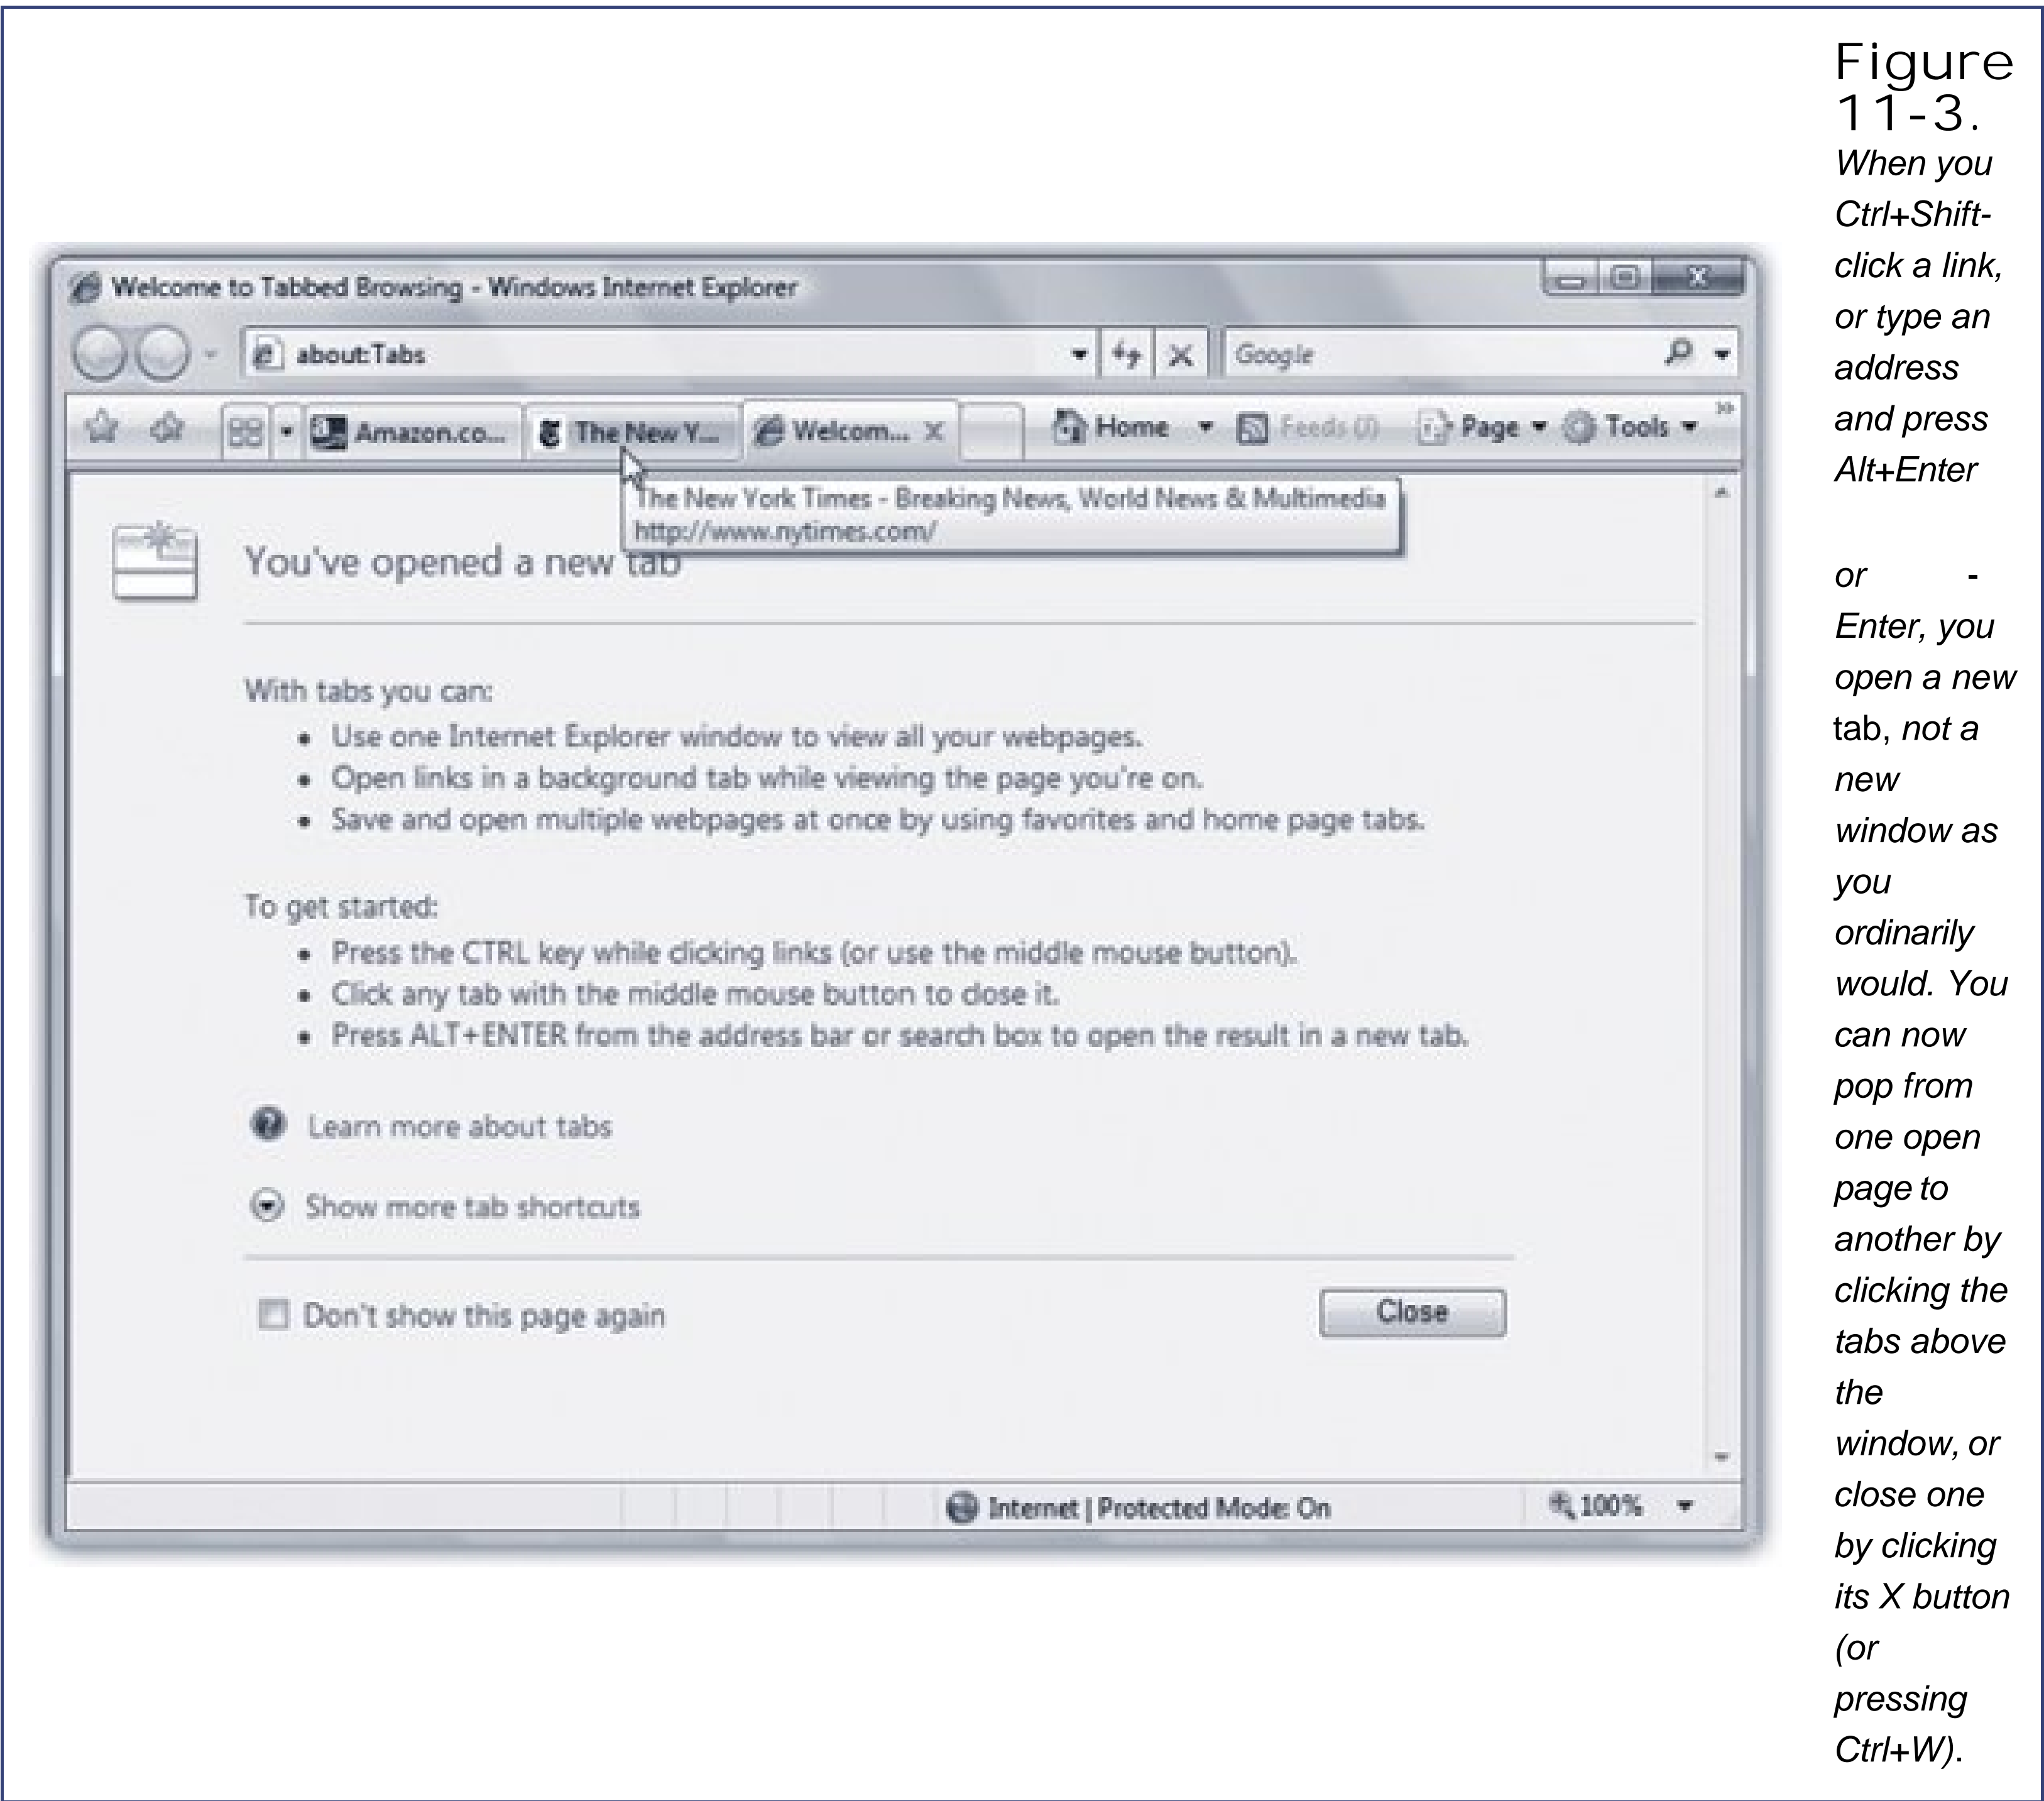 Welcome to Tabbed Browsing - Windows Internet Explorer
about:Tabs
Google
Amazon.co...
The New Y...
Welcom... X
Home
Feeds (J)
Page
Tools
»
The New York Times - Breaking News, World News & Multimedia
http://www.nytimes.com/
You've opened a new tab
With tabs you can:
• Use one Internet Explorer window to view all your webpages.
• Open links in a background tab while viewing the page you're on.
• Save and open multiple webpages at once by using favorites and home page tabs.
To get started:
• Press the CTRL key while clicking links (or use the middle mouse button).
• Click any tab with the middle mouse button to close it.
• Press ALT+ENTER from the address bar or search box to open the result in a new tab.
Learn more about tabs
Show more tab shortcuts
Don't show this page again
Close
Internet | Protected Mode: On
100%
Figure
11-3.
When you
Ctrl+Shift-
click a link,
or type an
address
and press
Alt+Enter
or -
Enter, you
open a new
tab, not a
new
window as
you
ordinarily
would. You
can now
pop from
one open
page to
another by
clicking the
tabs above
the
window, or
close one
by clicking
its X button
(or
pressing
Ctrl+W).